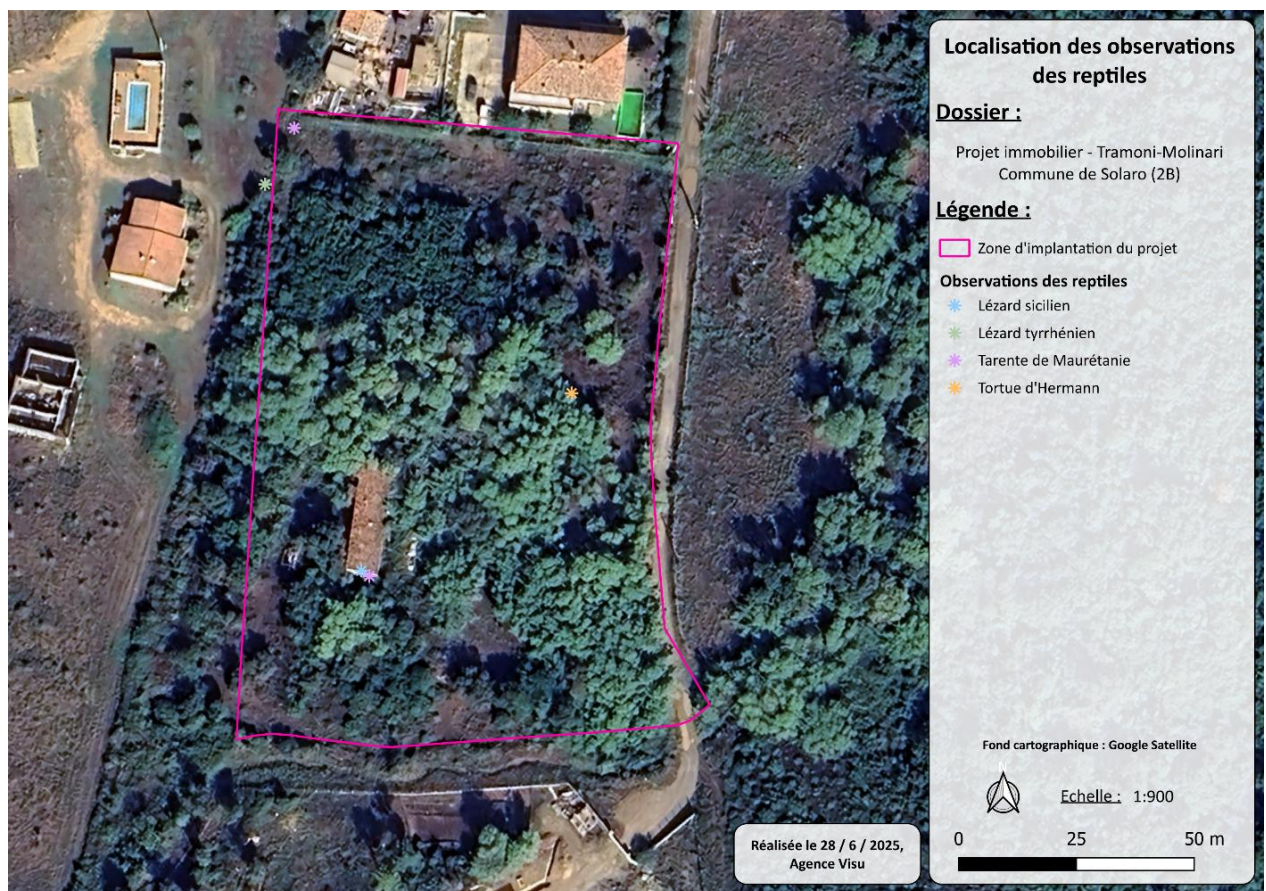 Localisation des observations
des reptiles
Dossier :
Projet immobilier - Tramoni-Molinari
Commune de Solaro (2B)
Légende :
Zone d'implantation du projet
Observations des reptiles
Lézard sicilien
Lézard tyrrhénien
Tarente de Maurétanie
Tortue d'Hermann
Fond cartographique : Google Satellite
N
Echelle : 1:900
0 25 50 m
Réalisée le 28 / 6 / 2025,
Agence Visu